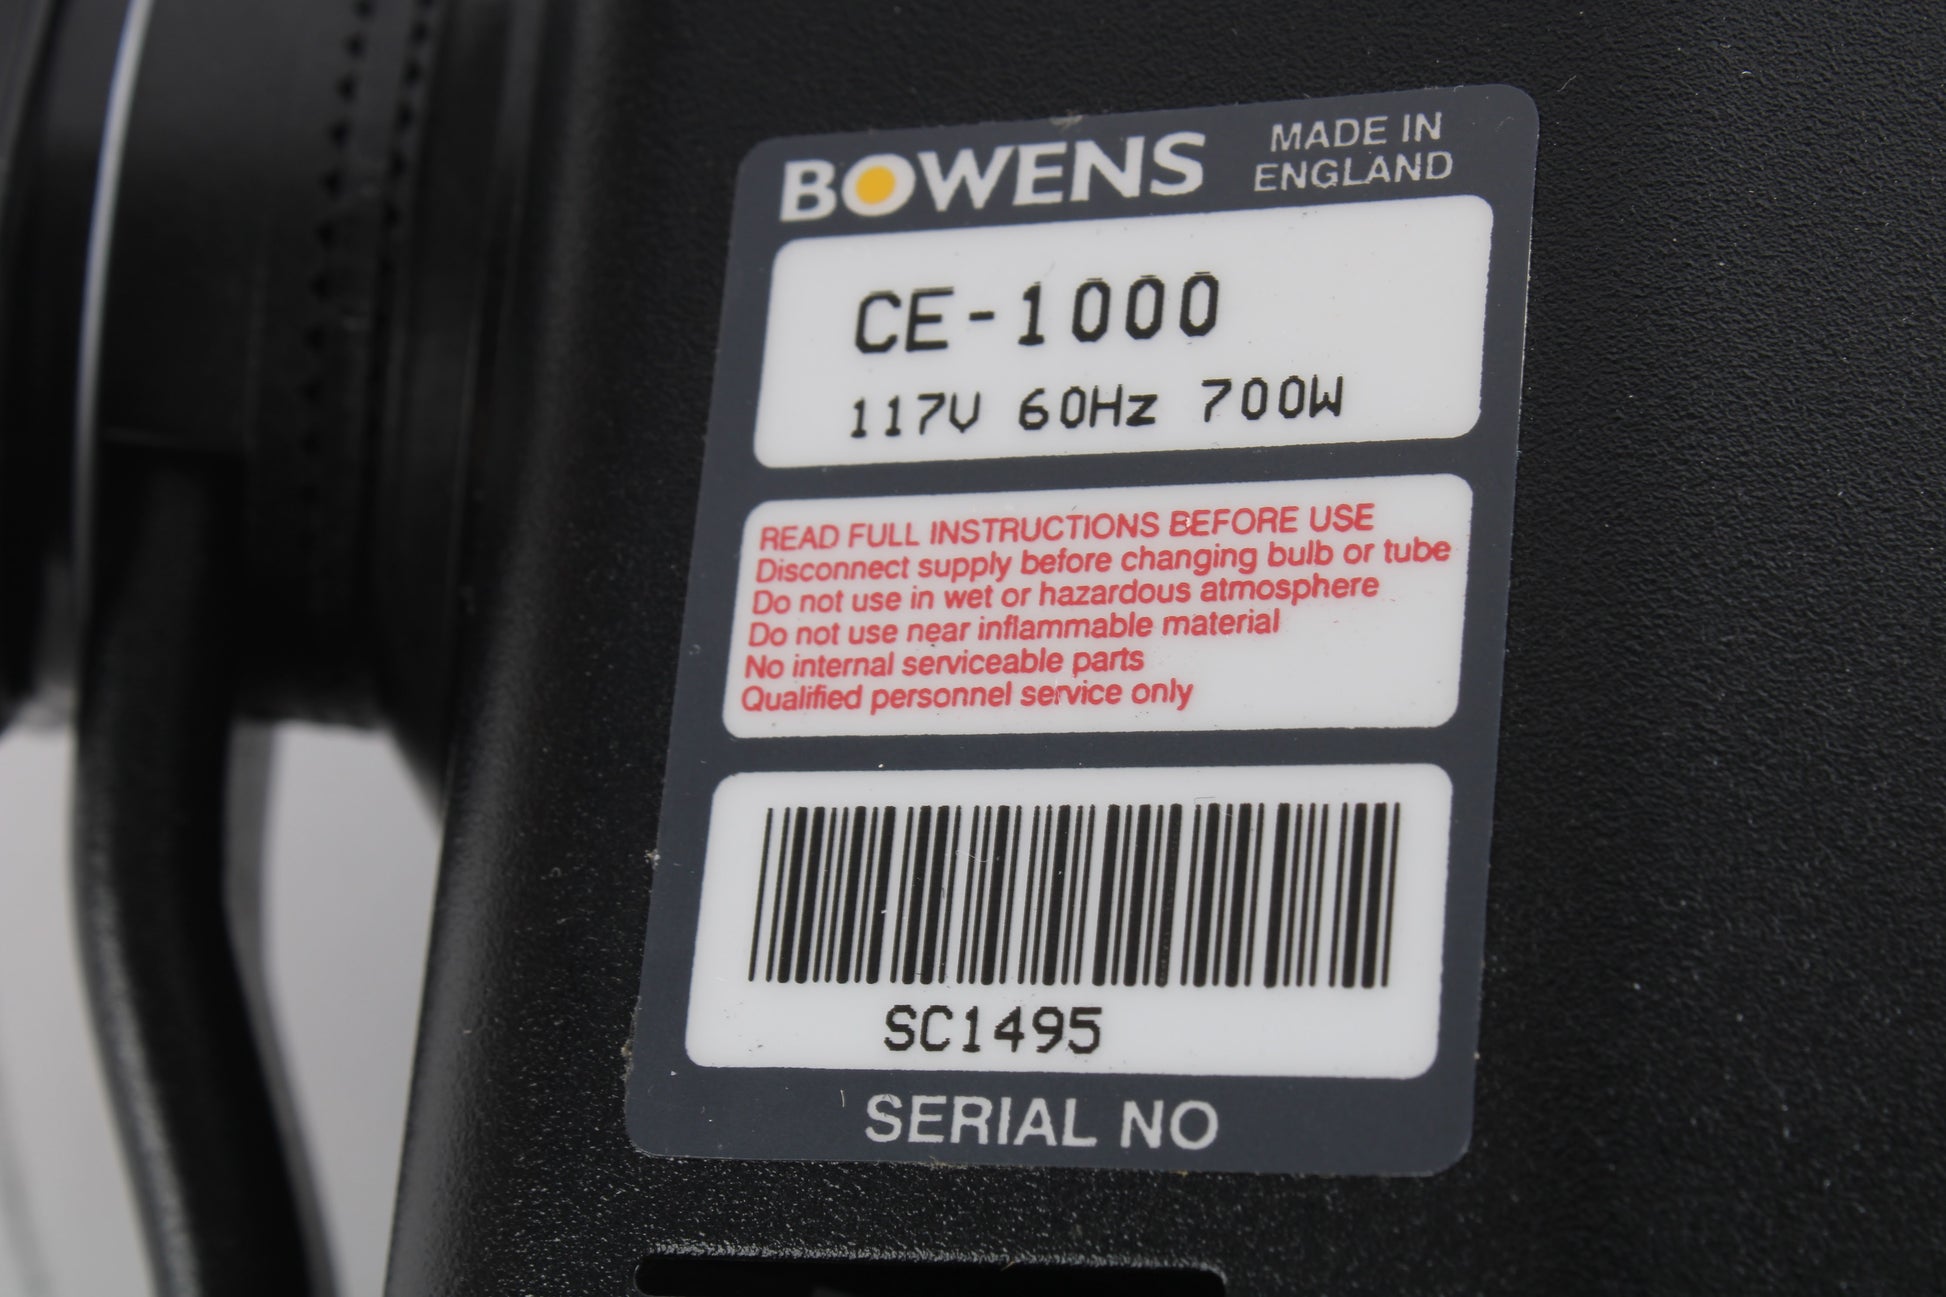 BOWENS
MADE IN
ENGLAND
CE-1000
117V 60Hz 700W
READ FULL INSTRUCTIONS BEFORE USE
Disconnect supply before changing bulb or tube
Do not use in wet or hazardous atmosphere
Do not use near inflammable material
No internal serviceable parts
Qualified personnel service only
SC1495
SERIAL NO